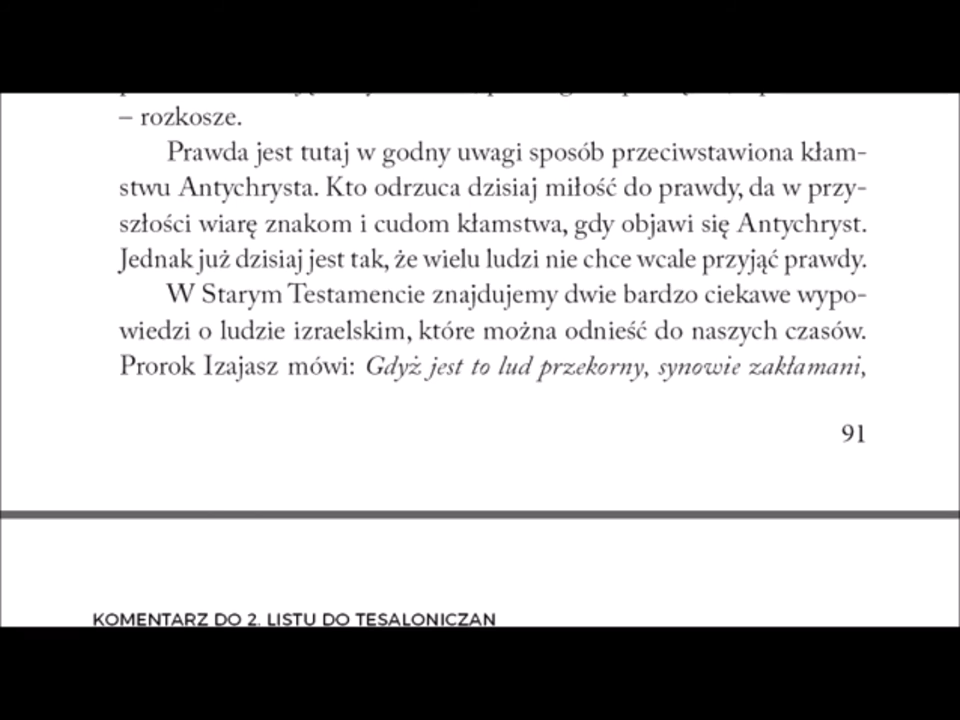 – rozkosze.
Prawda jest tutaj w godny uwagi sposób przeciwstawiona kłam-
stwu Antychrysta. Kto odrzuca dzisiaj miłość do prawdy, da w przy-
szłości wiarę znakom i cudom kłamstwa, gdy objawi się Antychryst.
Jednak już dzisiaj jest tak, że wielu ludzi nie chce wcale przyjąć prawdy.
W Starym Testamencie znajdujemy dwie bardzo ciekawe wypo-
wiedzi o ludzie izraelskim, które można odnieść do naszych czasów.
Prorok Izajasz mówi: Gdyż jest to lud przekorny, synowie zakłamani,
91
KOMENTARZ DO 2. LISTU DO TESALONICZAN